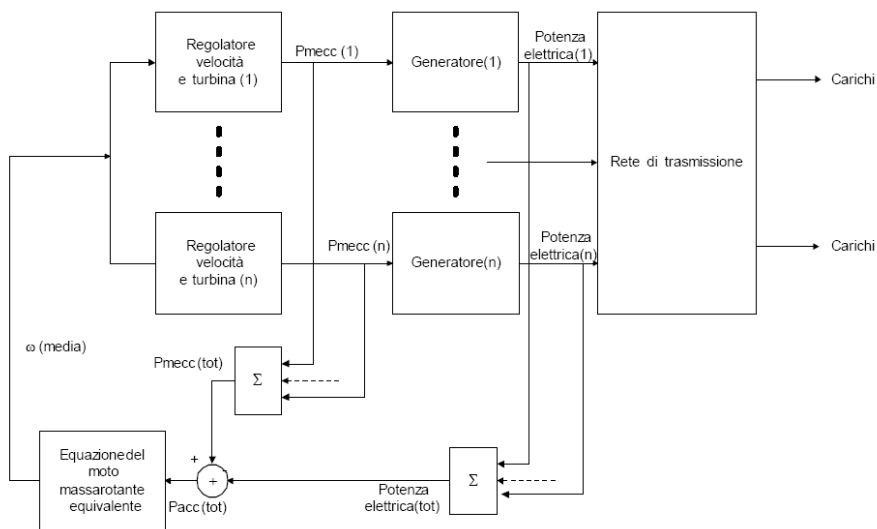 Regolatore
velocità
e turbina (1)
Pmecc (1)
Generatore(1)
Potenza
elettrica(1)
Carichi
Rete di trasmissione
Regolatore
velocità
e turbina (n)
Pmecc (n)
Generatore(n)
Potenza
elettrica(n)
Carichi
ω (media)
Pmecc (tot)
Σ
Equazione del
moto
massarotante
equivalente
+
+
-
Pacc (tot)
Potenza
elettrica(tot)
Σ